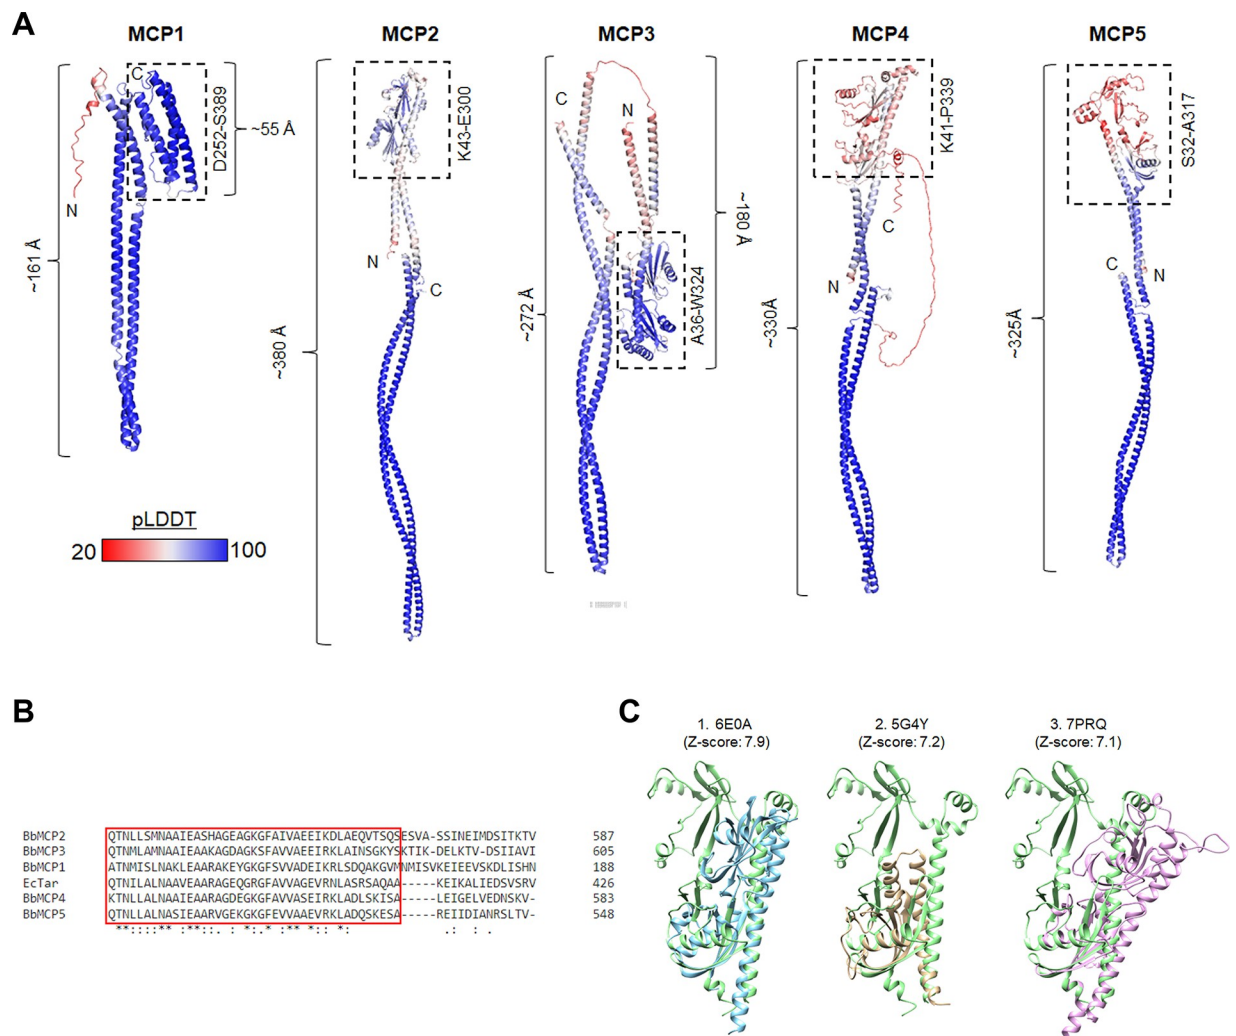 A
MCP1
MCP2
MCP3
MCP4
MCP5
C
N
D252-S389
~55 Å
~161 Å
K43-E300
N
C
~380 Å
C
N
A36-W324
~180 Å
~272 Å
K41-P339
C
N
~330Å
S32-A317
C
N
~325Å
pLDDT
20
100
B
BbMCP2 QTNLLSMNAAIEASHAGEAGKGFAIVAEEIKDLAEQVTSQSESVA-SSINEIMDSITKTV 587
BbMCP3 QTNMLAMNAAIEAAKAGDAGKSFAVVAEEIRKLAINSGKYSKTIK-DELKTV-DSIIAVI 605
BbMCP1 ATNMISLNAKLEAARAKEYGKGFAVVASEIRKLSDQAKGVMNMISVKEIEEVSKDLISHN 188
EcTar QTNILALNAAVEAARAGEQGRGFAVVAGEVRNLASRSAQAA-----KEIKALIEDSVSRV 426
BbMCP4 KTNLLALNAAIEAARAGDEGKGFAVVANEIRKLADLSKISA-----LEIGELVEDNSKV- 583
BbMCP5 QTNLLALNASIEAARVGEKGKGFEVVAAEVRKLADQSKESA-----REIIDIANRSLTV- 548
C
1. 6E0A
(Z-score: 7.9)
2. 5G4Y
(Z-score: 7.2)
3. 7PRQ
(Z-score: 7.1)